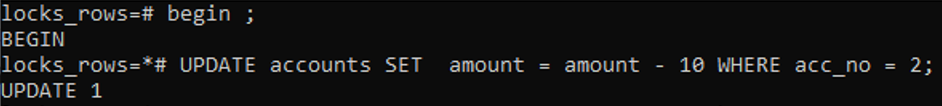 locks_rows=# begin ;
BEGIN
locks_rows=*# UPDATE accounts SET  amount = amount - 10 WHERE acc_no = 2;
UPDATE 1